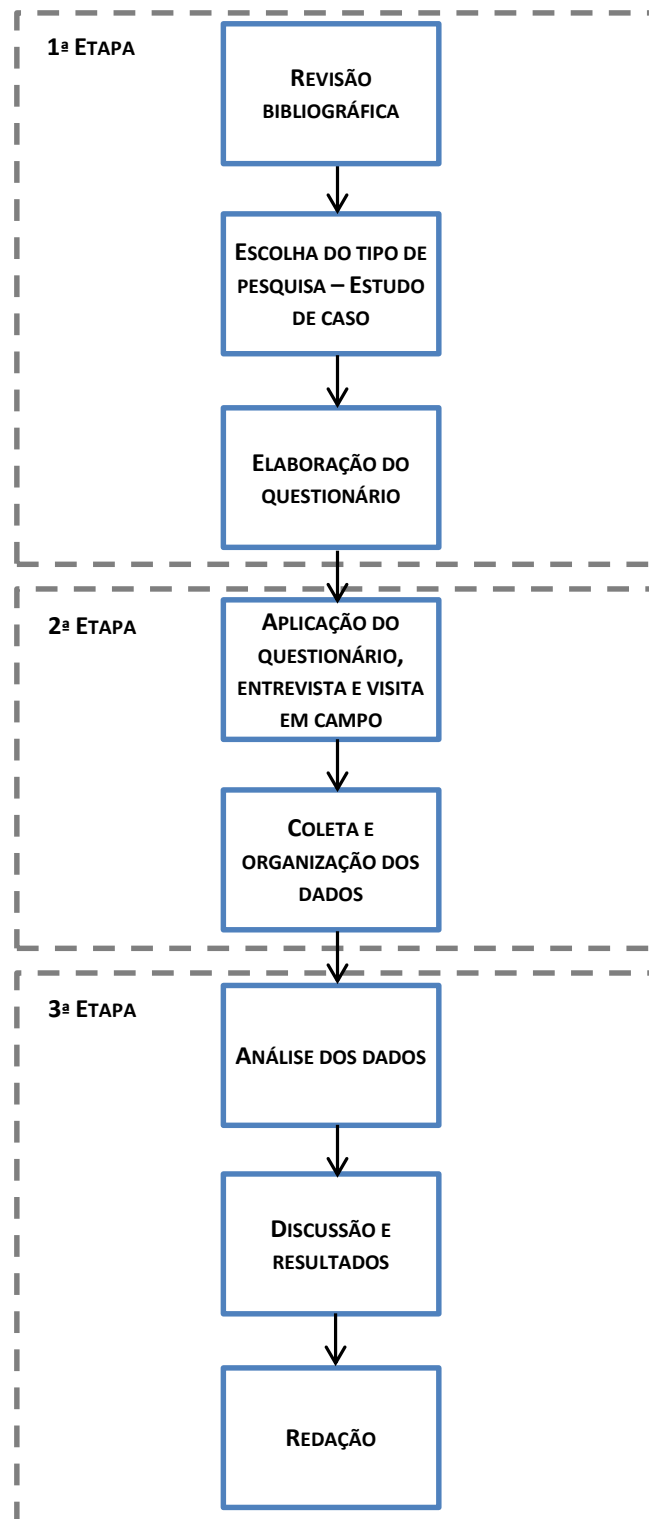 1ª ETAPA
REVISÃO
BIBLIOGRÁFICA
ESCOLHA DO TIPO DE
PESQUISA – ESTUDO
DE CASO
ELABORAÇÃO DO
QUESTIONÁRIO
2ª ETAPA
APLICAÇÃO DO
QUESTIONÁRIO,
ENTREVISTA E VISITA
EM CAMPO
COLETA E
ORGANIZAÇÃO DOS
DADOS
3ª ETAPA
ANÁLISE DOS DADOS
DISCUSSÃO E
RESULTADOS
REDAÇÃO